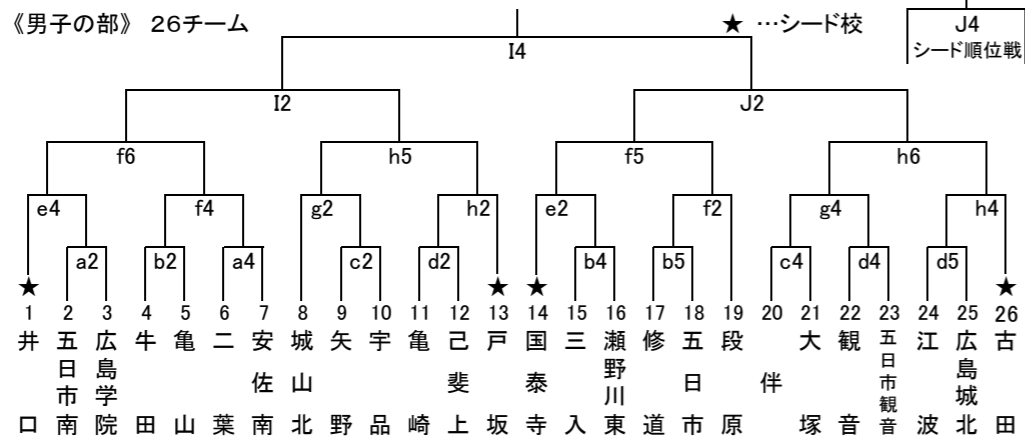 《男子の部》 26チーム
★ …シード校
J4
シード順位戦
I4
I2
J2
f6
h5
f5
h6
e4
f4
g2
h2
e2
f2
g4
h4
a2
b2
a4
c2
d2
b4
b5
c4
d4
d5
★
★
★
★
1 2 3 4 5 6 7 8 9 10 11 12 13 14 15 16 17 18 19 20 21 22 23 24 25 26
井口
五日市南
広島学院
牛田
亀山
二葉
安佐南
城山北
矢野
宇品
亀崎
己斐上
戸坂
国泰寺
三入
瀬野川東
修道
五日市
段原
伴
大塚
観音
五日市観音
江波
広島城北
古田